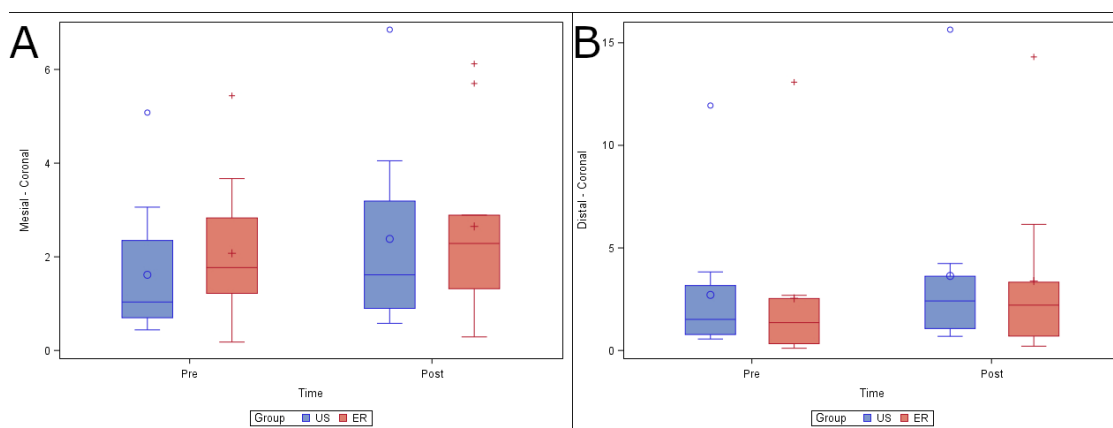 A
Mesial - Coronal
6
4
2
0
Pre
Post
Time
Group US ER
B
Distal - Coronal
15
10
5
0
Pre
Post
Time
Group US ER